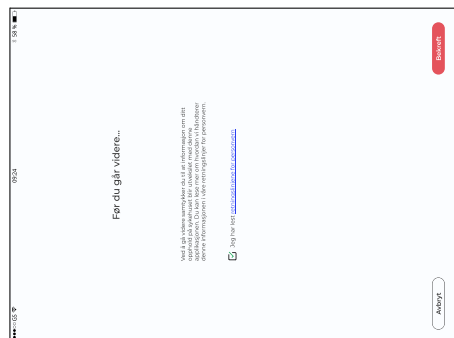 GS
09:24
58 %
Før du går videre...
Ved å gå videre samtykker du til at informasjon om ditt
opphold på sykehuset blir utvekslet med denne
applikasjonen. Du kan lese mer om hvordan vi håndterer
denne informasjonen i våre retningslinjer for personvern.
Jeg har lest retningslinjene for personvern
Avbryt
Bekreft